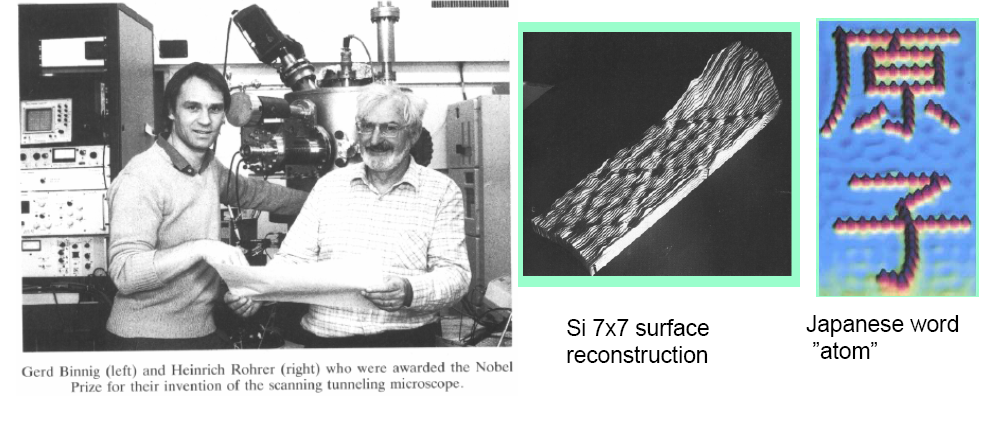 Gerd Binnig (left) and Heinrich Rohrer (right) who were awarded the Nobel
Prize for their invention of the scanning tunneling microscope.
Si 7x7 surface
reconstruction
原
子
Japanese word
”atom”